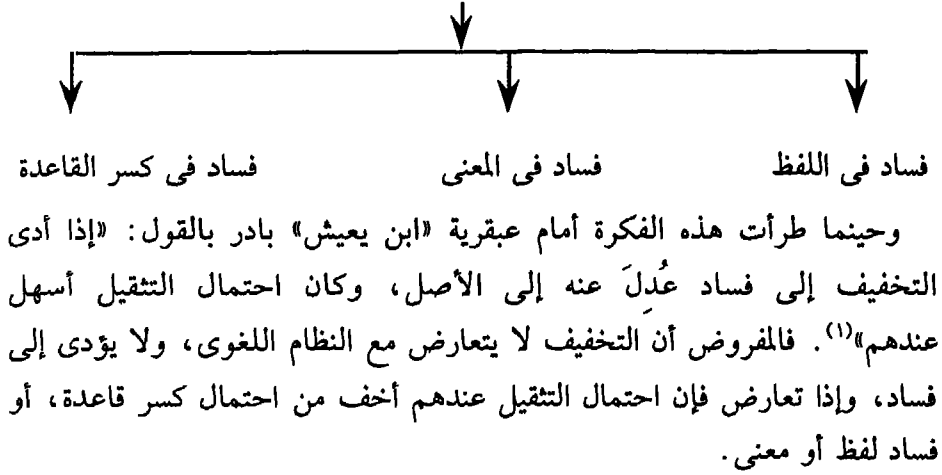 فساد فى اللفظ فساد فى المعنى فساد فى كسر القاعدة
وحينما طرأت هذه الفكرة أمام عبقرية «ابن يعيش» بادر بالقول: «إذا أدى
التخفيف إلى فساد عُدِلَ عنه إلى الأصل، وكان احتمال التثقيل أسهل
عندهم»(١). فالمفروض أن التخفيف لا يتعارض مع النظام اللغوى، ولا يؤدى إلى
فساد، وإذا تعارض فإن احتمال التثقيل عندهم أخف من احتمال كسر قاعدة، أو
فساد لفظ أو معنى.